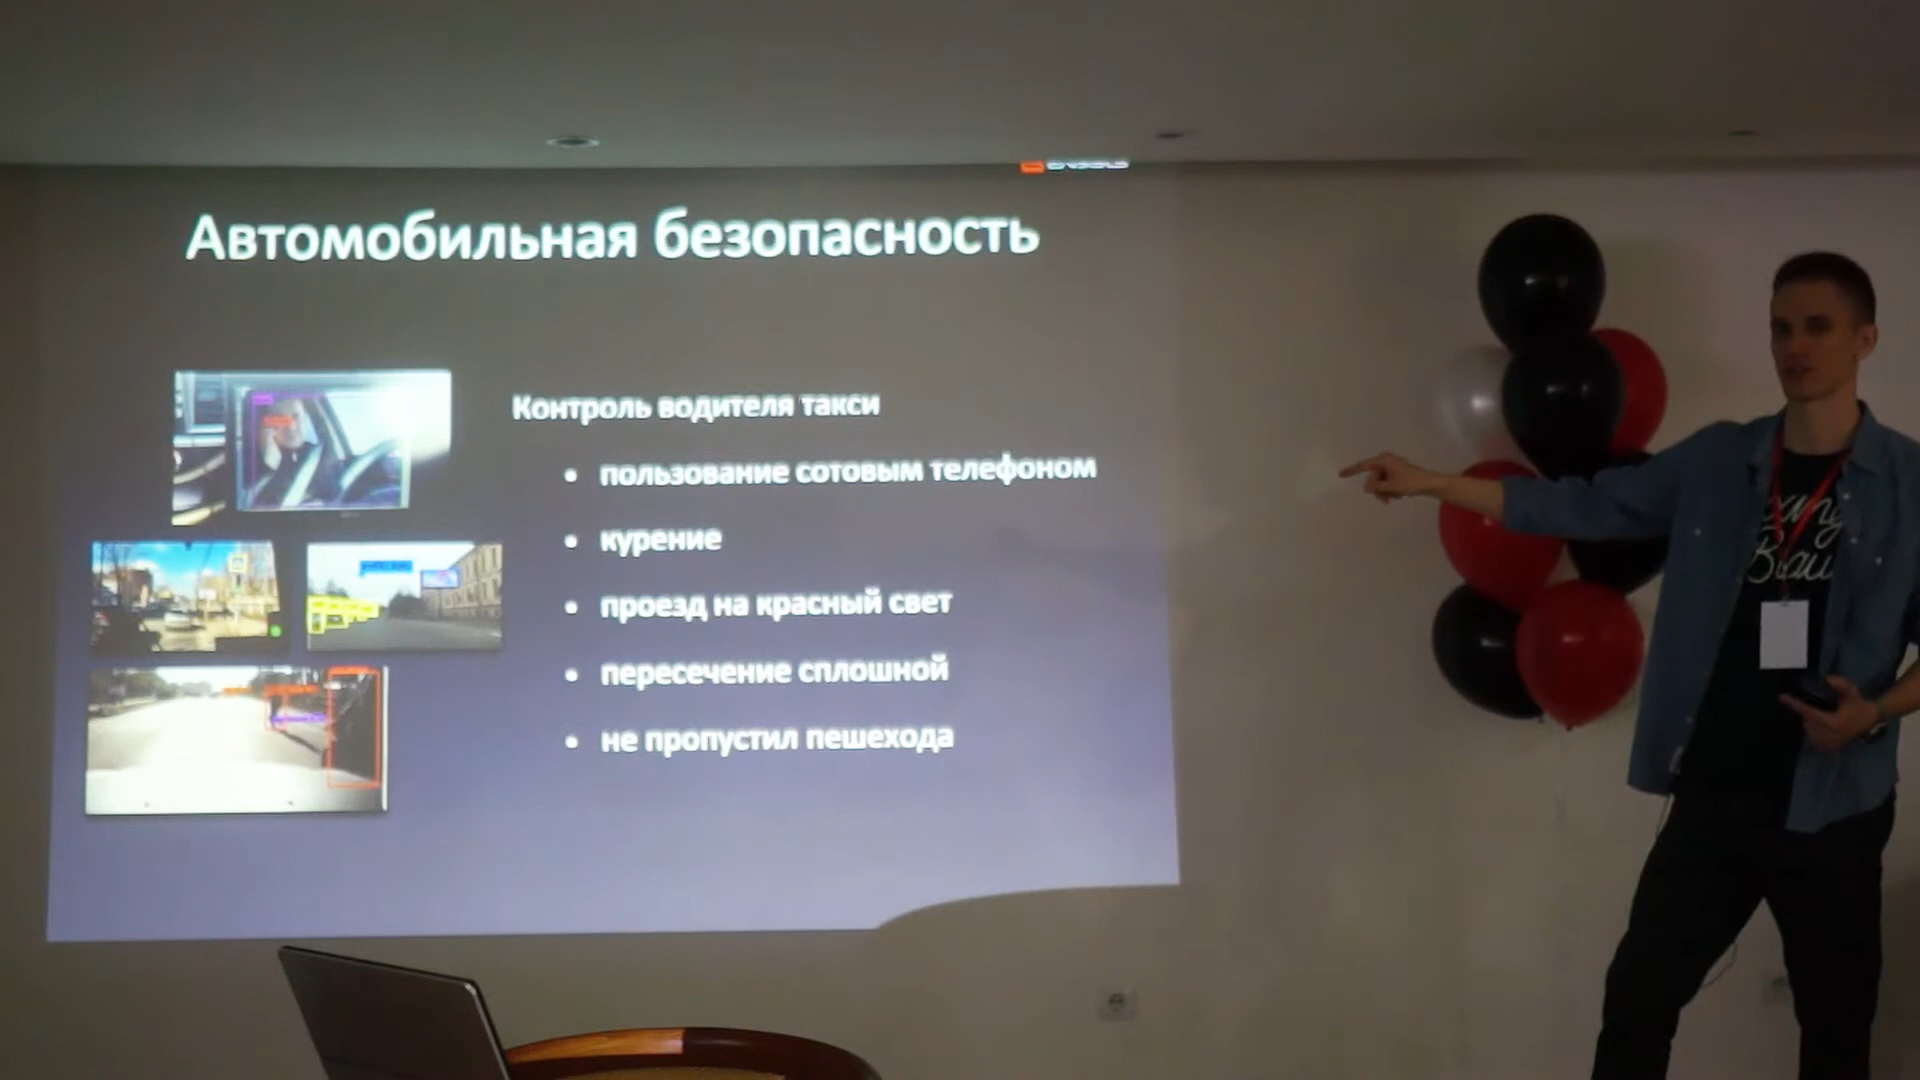 Автомобильная безопасность
Контроль водителя такси
• пользование сотовым телефоном
• курение
• проезд на красный свет
• пересечение сплошной
• не пропустил пешехода